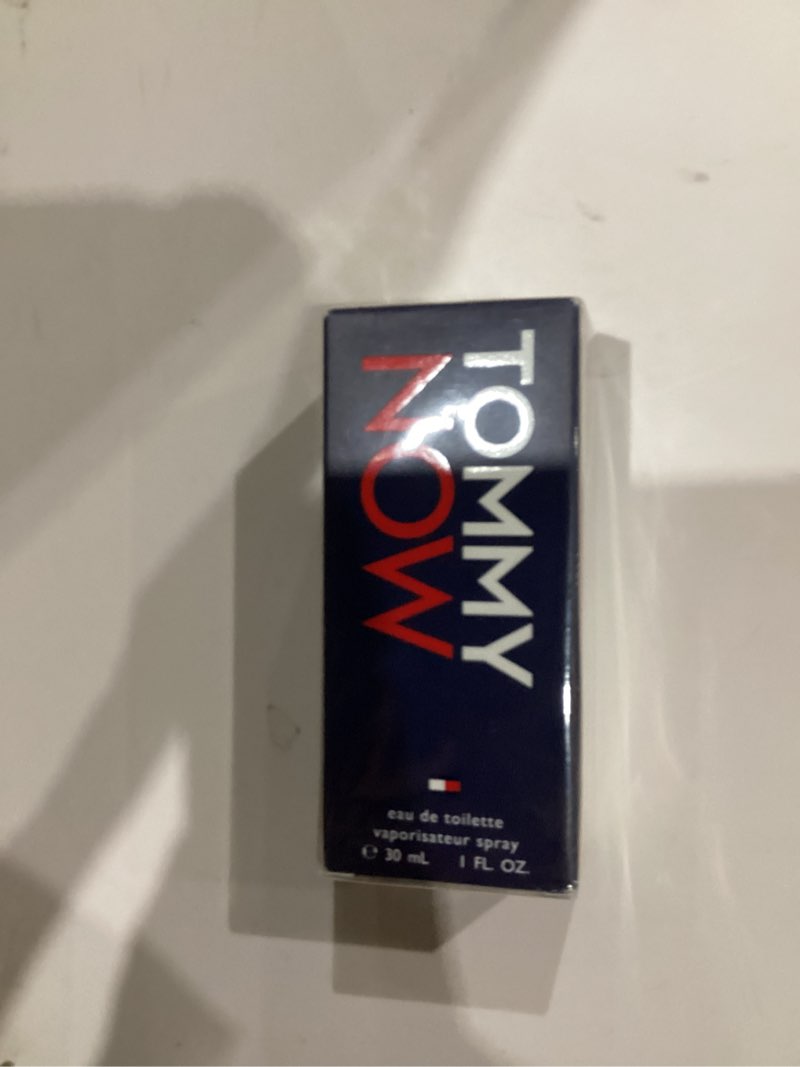 TOMMY
NOW
eau de toilette
vaporisateur spray
℮ 30 mL 1 FL. OZ.